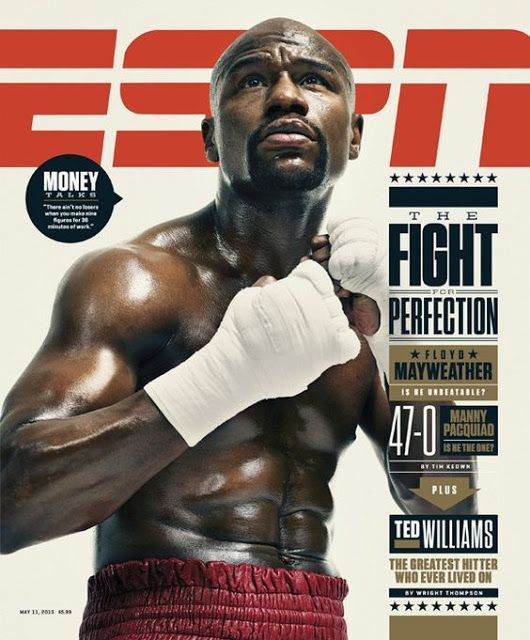 ESPN
MONEY
TALKS
"There ain't no losers
when you make nine
figures for 36
minutes of work."
THE
FIGHT
FOR
PERFECTION
FLOYD
MAYWEATHER
IS HE UNBEATABLE?
47-0
MANNY
PACQUIAO
IS HE THE ONE?
BY TIM KEOWN
PLUS
TED WILLIAMS
THE GREATEST HITTER
WHO EVER LIVED ON
BY WRIGHT THOMPSON
MAY 11, 2015 $5.99